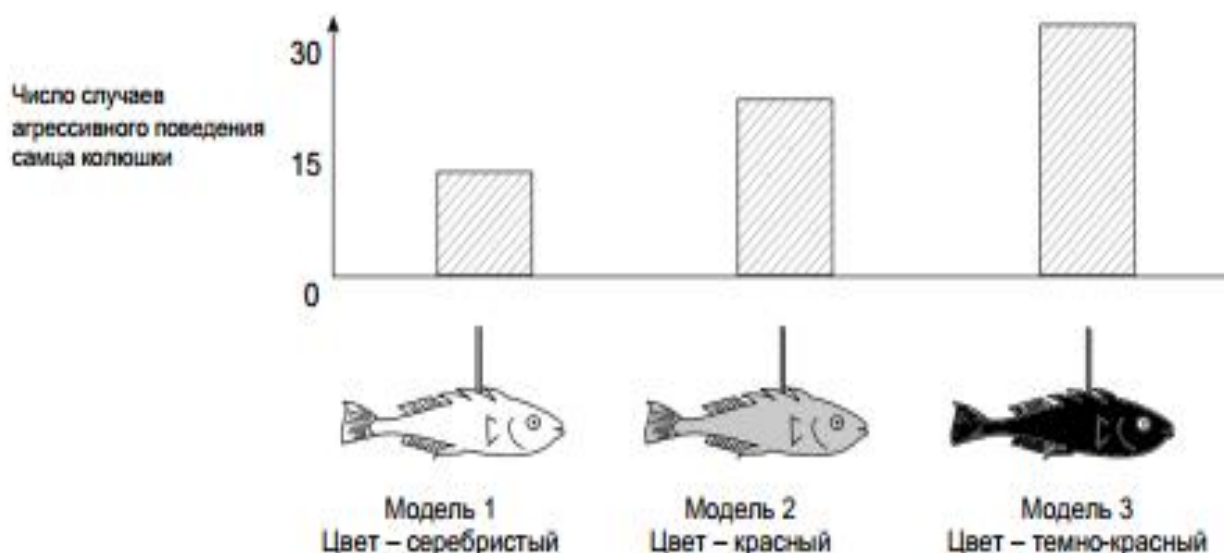 Число случаев
агрессивного поведения
самца колюшки
30
15
0
Модель 1
Цвет – серебристый
Модель 2
Цвет – красный
Модель 3
Цвет – темно-красный